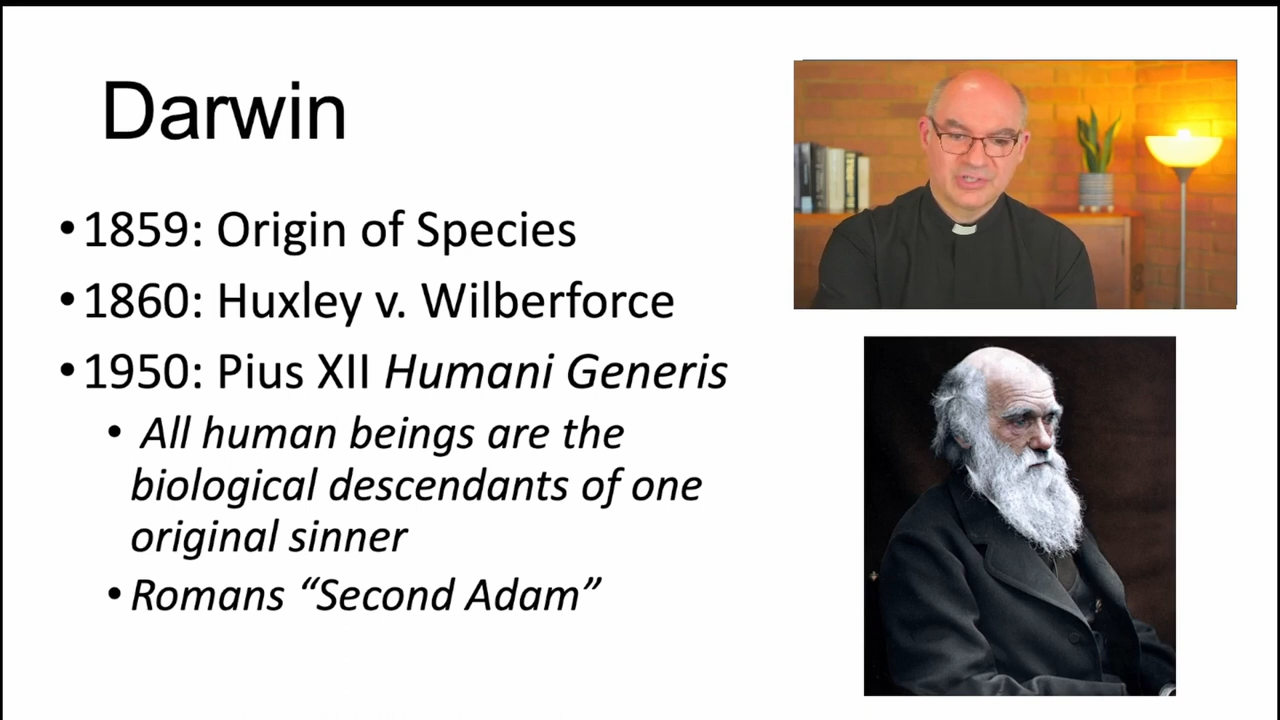 Darwin
•1859: Origin of Species
•1860: Huxley v. Wilberforce
•1950: Pius XII Humani Generis
• All human beings are the
biological descendants of one
original sinner
•Romans “Second Adam”